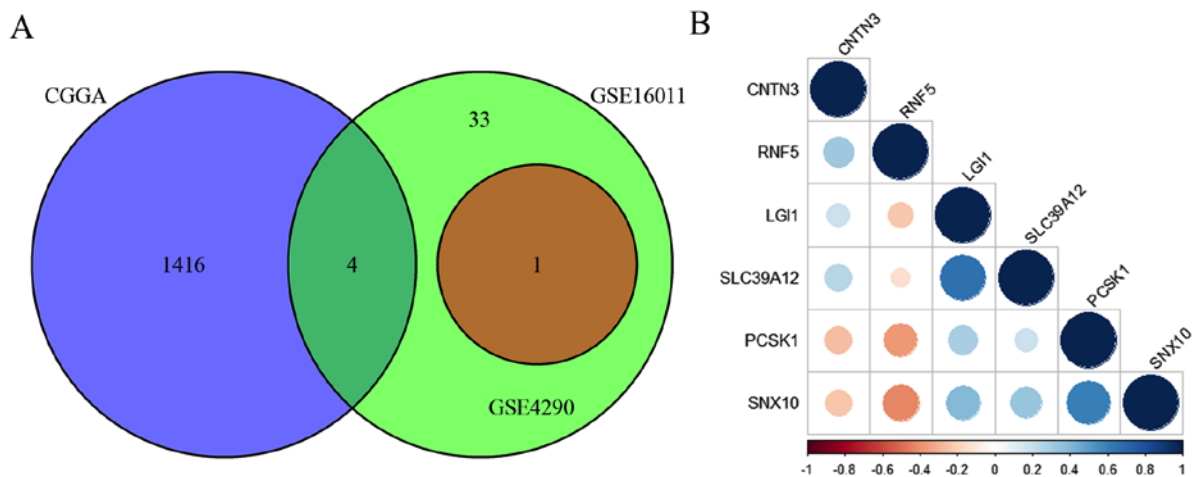 A
CGGA
GSE16011
33
1416
4
1
GSE4290
B
CNTN3
RNF5
LGI1
SLC39A12
PCSK1
SNX10
CNTN3
RNF5
LGI1
SLC39A12
PCSK1
SNX10
-1 -0.8 -0.6 -0.4 -0.2 0 0.2 0.4 0.6 0.8 1